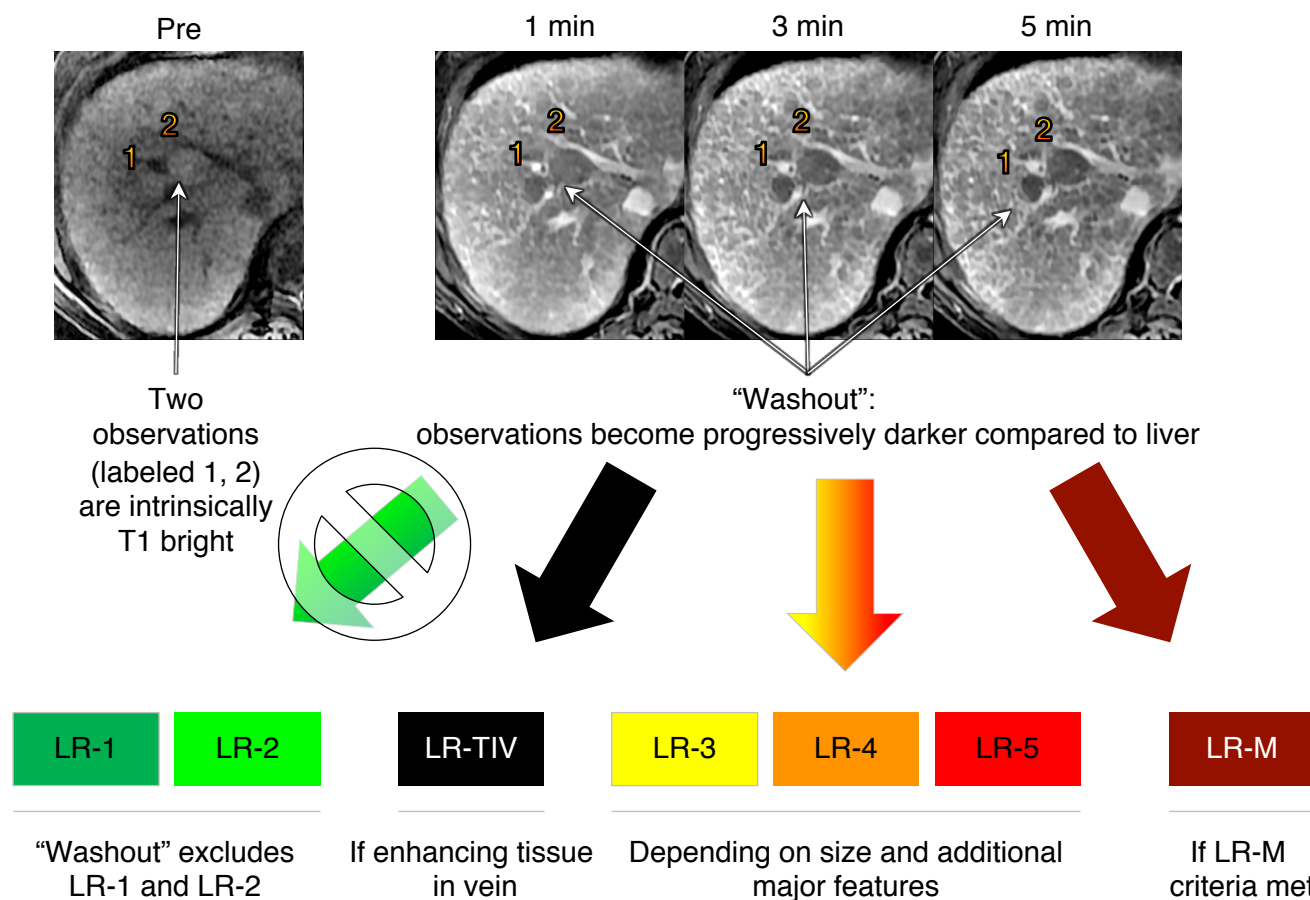 Pre
1 min
3 min
5 min
2
1
2
1
2
1
2
1
Two
observations
(labeled 1, 2)
are intrinsically
T1 bright
“Washout”:
observations become progressively darker compared to liver
LR-1
LR-2
LR-TIV
LR-3
LR-4
LR-5
LR-M
“Washout” excludes
LR-1 and LR-2
If enhancing tissue
in vein
Depending on size and additional
major features
If LR-M
criteria met